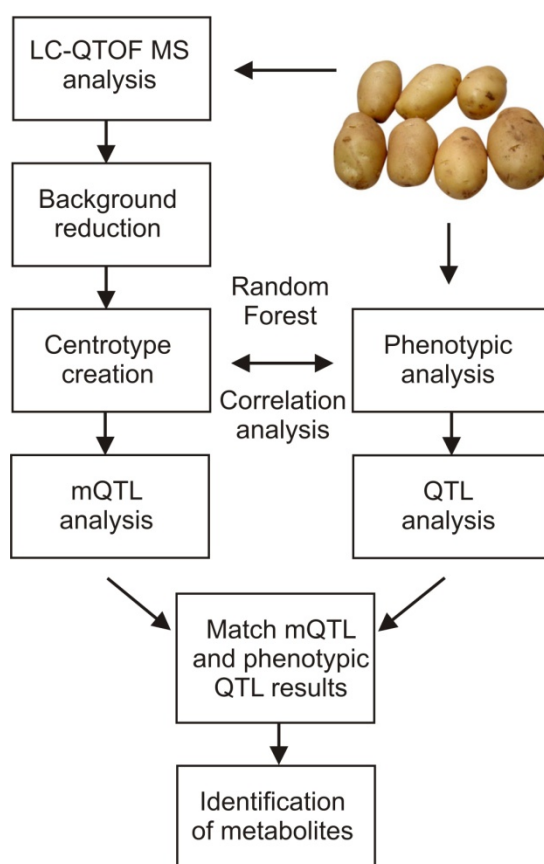 LC-QTOF MS
analysis
Background
reduction
Random
Forest
Centrotype
creation
Phenotypic
analysis
Correlation
analysis
mQTL
analysis
QTL
analysis
Match mQTL
and phenotypic
QTL results
Identification
of metabolites